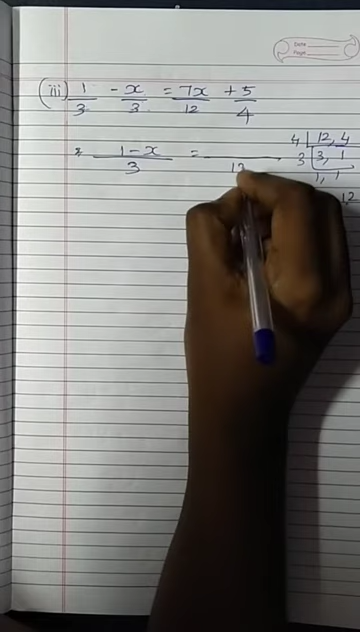 Date
Page
(iii) 1/3 - x/3 = 7x/12 + 5/4
1-x/3 = /12
4 | 12, 4
3 | 3, 1
1, 1
12